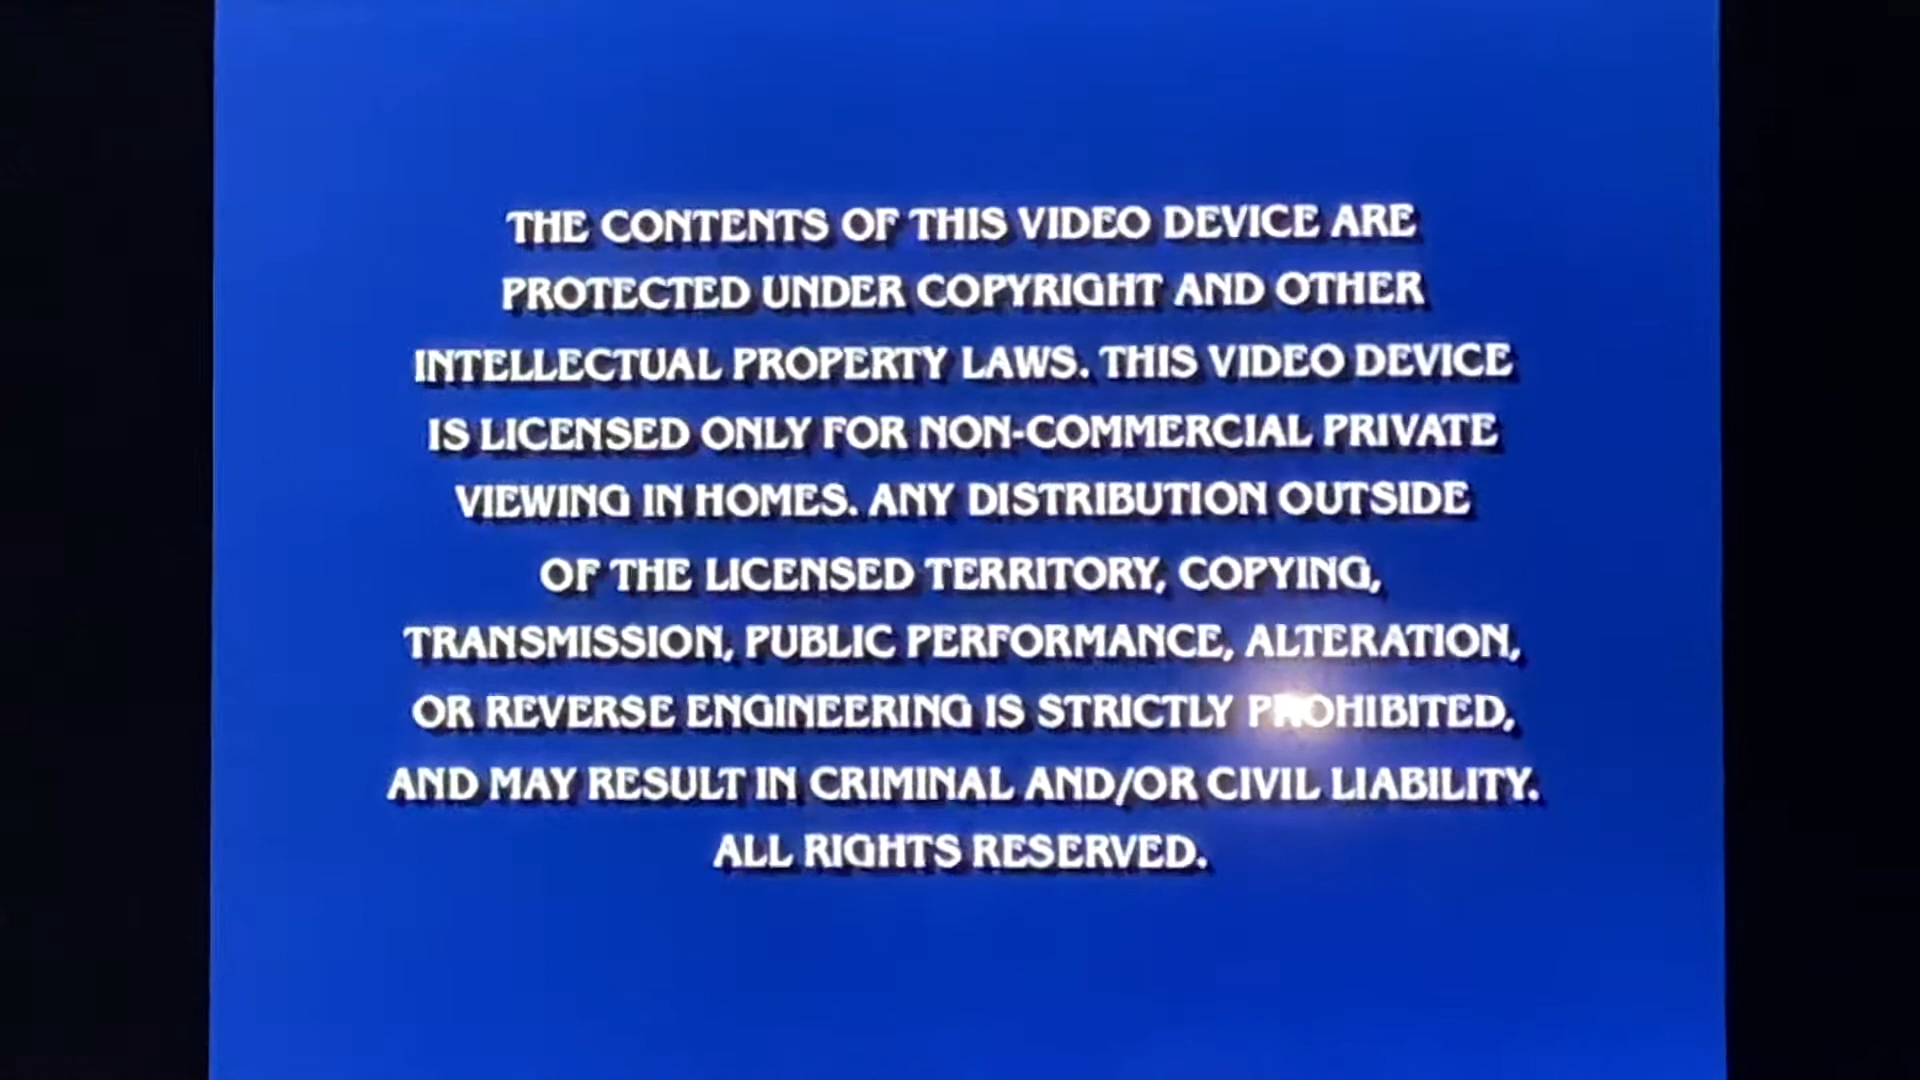 THE CONTENTS OF THIS VIDEO DEVICE ARE
PROTECTED UNDER COPYRIGHT AND OTHER
INTELLECTUAL PROPERTY LAWS. THIS VIDEO DEVICE
IS LICENSED ONLY FOR NON-COMMERCIAL PRIVATE
VIEWING IN HOMES. ANY DISTRIBUTION OUTSIDE
OF THE LICENSED TERRITORY, COPYING,
TRANSMISSION, PUBLIC PERFORMANCE, ALTERATION,
OR REVERSE ENGINEERING IS STRICTLY PROHIBITED,
AND MAY RESULT IN CRIMINAL AND/OR CIVIL LIABILITY.
ALL RIGHTS RESERVED.